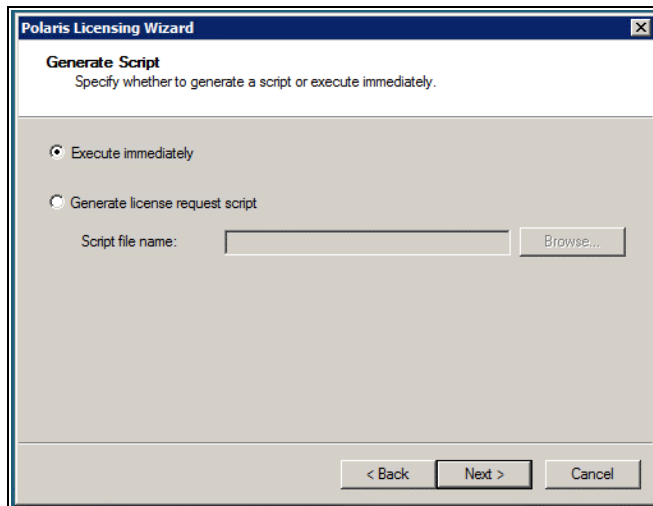 Polaris Licensing Wizard
Generate Script
Specify whether to generate a script or execute immediately.
Execute immediately
Generate license request script
Script file name:
Browse...
< Back
Next >
Cancel